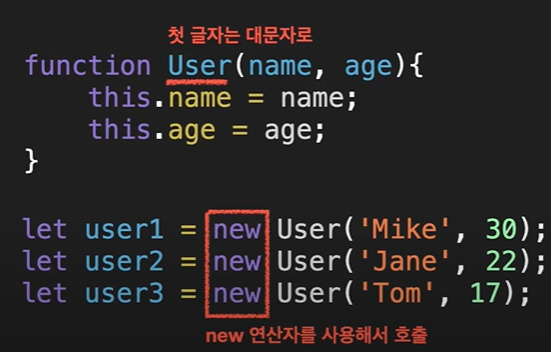 첫 글자는 대문자로
function User(name, age){
    this.name = name;
    this.age = age;
}
let user1 = new User('Mike', 30);
let user2 = new User('Jane', 22);
let user3 = new User('Tom', 17);
new 연산자를 사용해서 호출